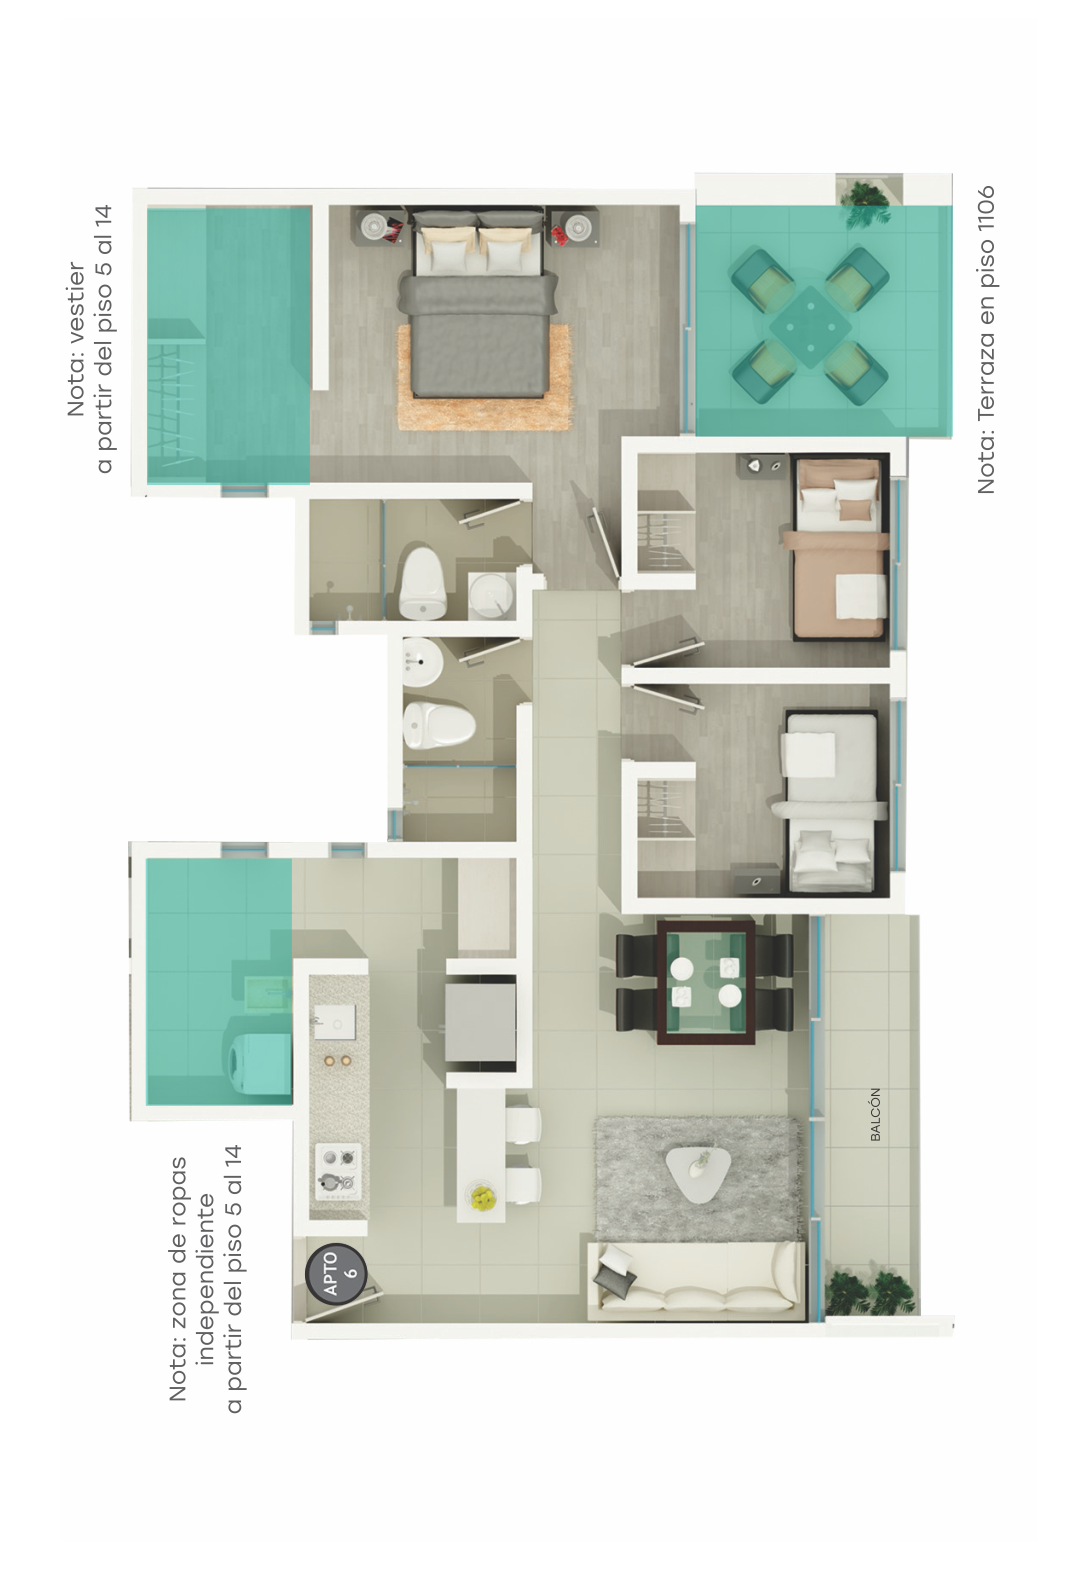 Nota: vestier
a partir del piso 5 al 14
Nota: Terraza en piso 1106
BALCÓN
Nota: zona de ropas
independiente
a partir del piso 5 al 14
APTO
6